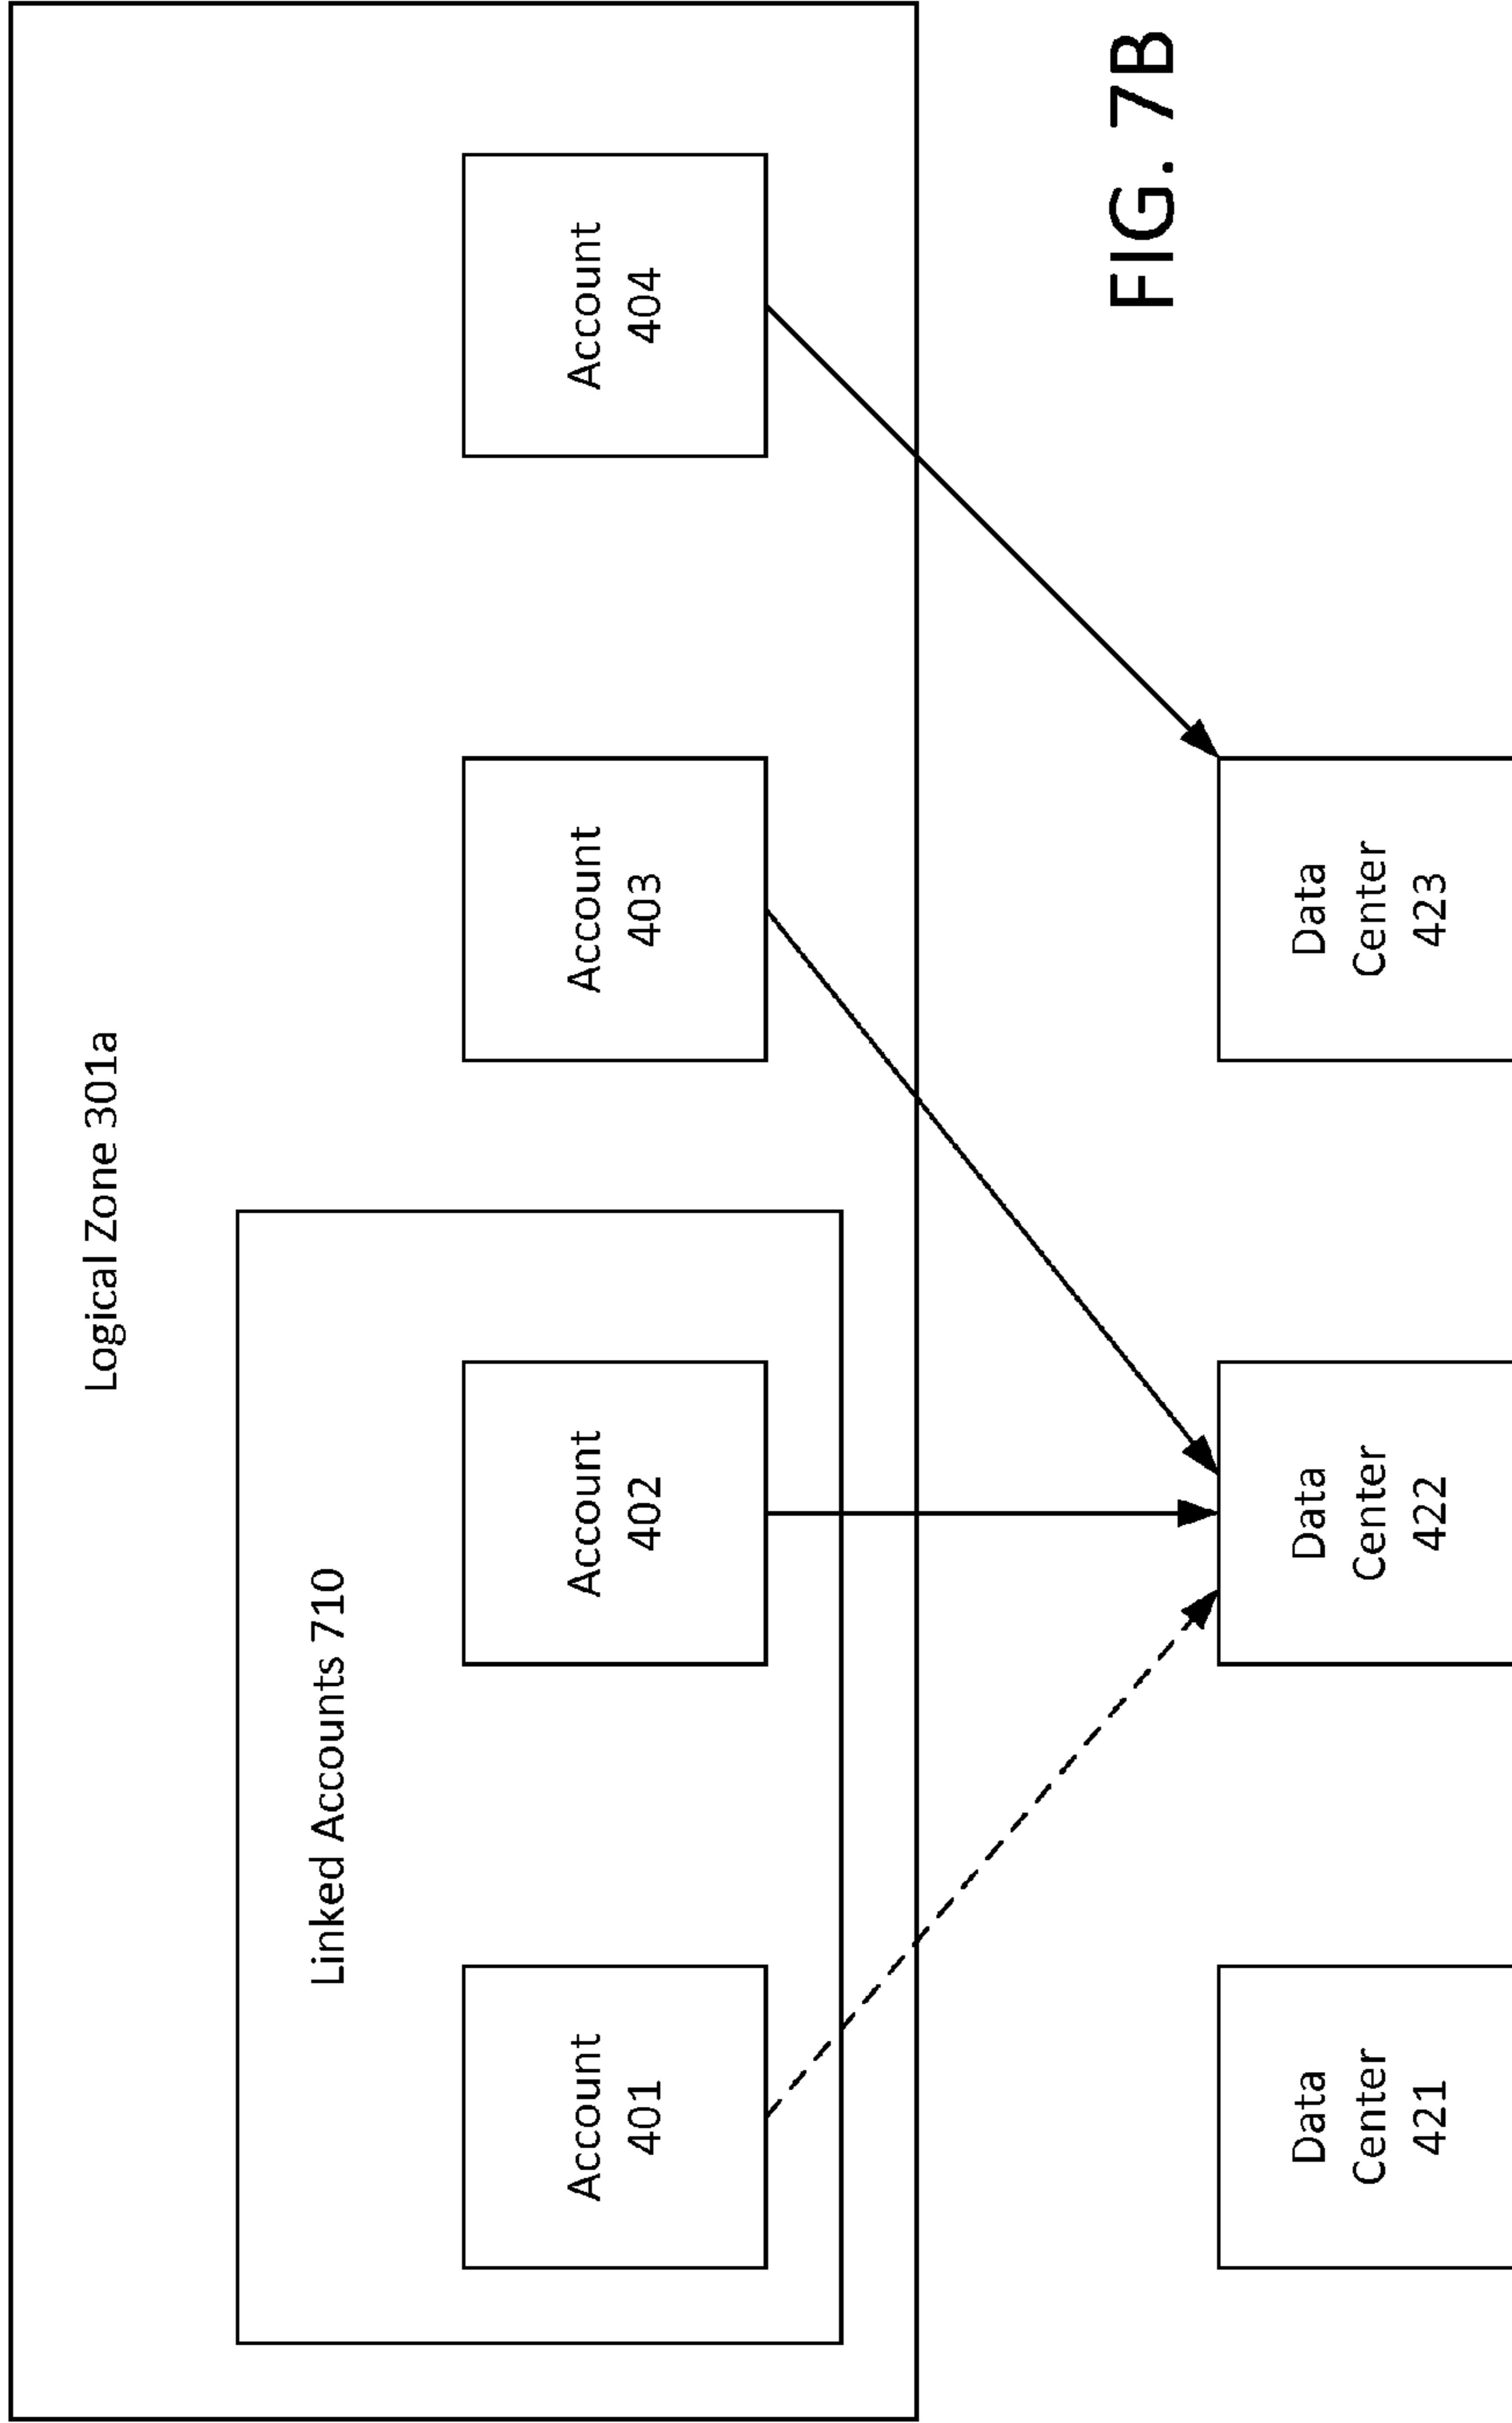 Logical Zone 301a
Linked Accounts 710
Account
401
Account
402
Account
403
Account
404
Data
Center
421
Data
Center
422
Data
Center
423
FIG. 7B